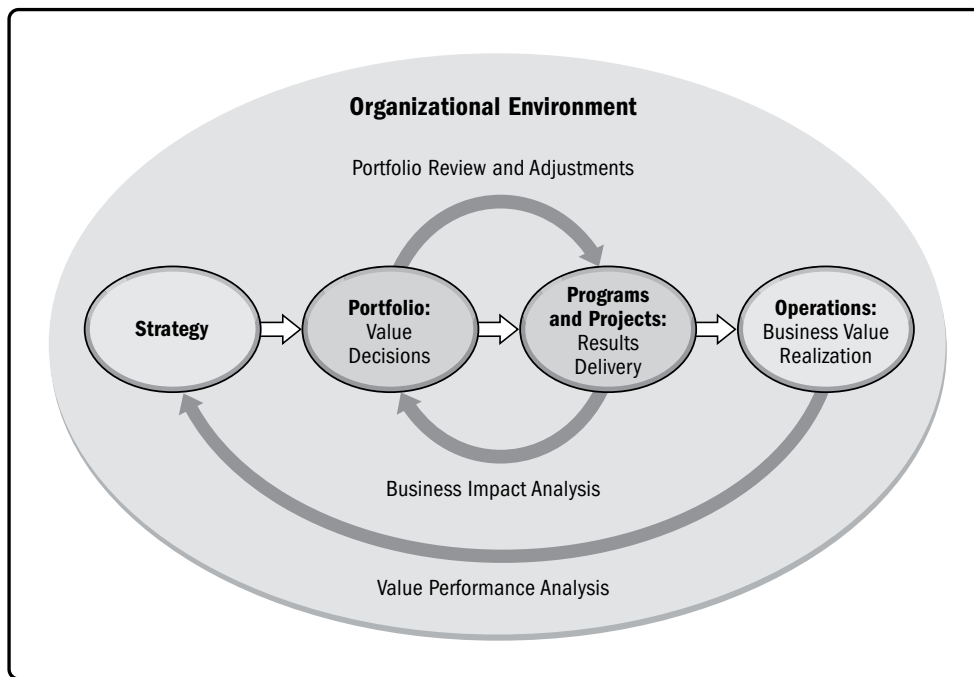 Organizational Environment
Portfolio Review and Adjustments
Strategy
Portfolio:
Value
Decisions
Programs
and Projects:
Results
Delivery
Operations:
Business Value
Realization
Business Impact Analysis
Value Performance Analysis